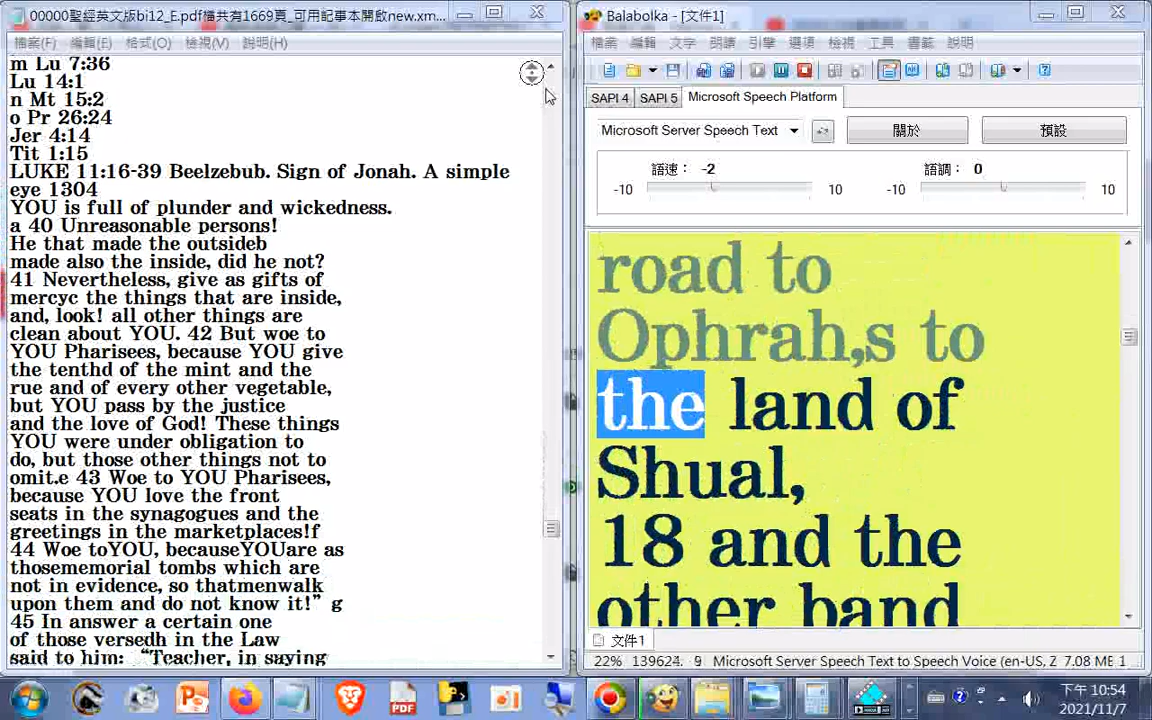 00000聖經英文版bi12_E.pdf檔共有1669頁_可用記事本開啟new.xm...
檔案(F) 編輯(E) 格式(O) 檢視(V) 說明(H)
m Lu 7:36
Lu 14:1
n Mt 15:2
o Pr 26:24
Jer 4:14
Tit 1:15
LUKE 11:16-39 Beelzebub. Sign of Jonah. A simple
eye 1304
YOU is full of plunder and wickedness.
a 40 Unreasonable persons!
He that made the outsideb
made also the inside, did he not?
41 Nevertheless, give as gifts of
mercyc the things that are inside,
and, look! all other things are
clean about YOU. 42 But woe to
YOU Pharisees, because YOU give
the tenthd of the mint and the
rue and of every other vegetable,
but YOU pass by the justice
and the love of God! These things
YOU were under obligation to
do, but those other things not to
omit.e 43 Woe to YOU Pharisees,
because YOU love the front
seats in the synagogues and the
greetings in the marketplaces!f
44 Woe toYOU, becauseYOUare as
thosememorial tombs which are
not in evidence, so thatmenwalk
upon them and do not know it!” g
45 In answer a certain one
of those versedh in the Law
said to him: “Teacher, in saying
Balabolka - [文件1]
檔案 編輯 文字 朗讀 引擎 選項 檢視 工具 書籤 說明
SAPI 4 SAPI 5 Microsoft Speech Platform
Microsoft Server Speech Text
關於
預設
語速： -2
語調： 0
-10 10 -10 10
road to
Ophrah,s to
the land of
Shual,
18 and the
other band
文件1
22% 139624. Microsoft Server Speech Text to Speech Voice (en-US, Z 7.08 ME 1
PDF
下午 10:54
2021/11/7